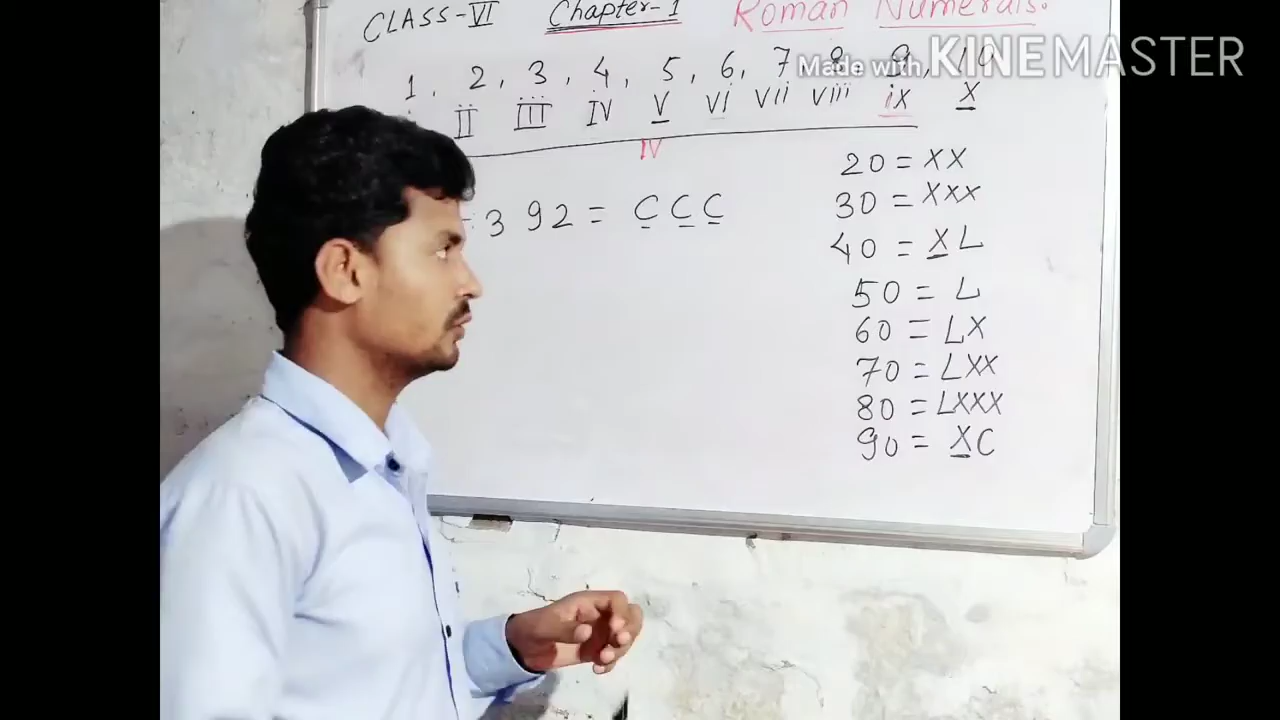 CLASS-VI Chapter-1 Roman Numerals.
Made with KINEMASTER
1, 2, 3, 4, 5, 6, 7, 8, 9, 10
II III IV V VI VII VIII IX X
IV
20 = XX
392 = CCC
30 = XXX
40 = XL
50 = L
60 = LX
70 = LXX
80 = LXXX
90 = XC